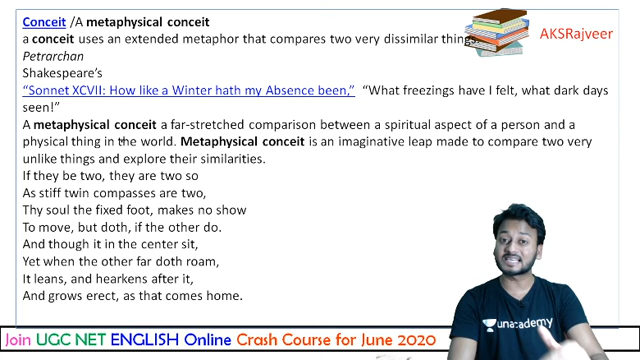 Conceit /A metaphysical conceit
a conceit uses an extended metaphor that compares two very dissimilar things.
AKSRajveer
Petrarchan
Shakespeare's
"Sonnet XCVII: How like a Winter hath my Absence been," "What freezings have I felt, what dark days
seen!"
A metaphysical conceit a far-stretched comparison between a spiritual aspect of a person and a
physical thing in the world. Metaphysical conceit is an imaginative leap made to compare two very
unlike things and explore their similarities.
If they be two, they are two so
As stiff twin compasses are two,
Thy soul the fixed foot, makes no show
To move, but doth, if the other do.
And though it in the center sit,
Yet when the other far doth roam,
It leans, and hearkens after it,
And grows erect, as that comes home.
unacademy
Join UGC NET ENGLISH Online Crash Course for June 2020